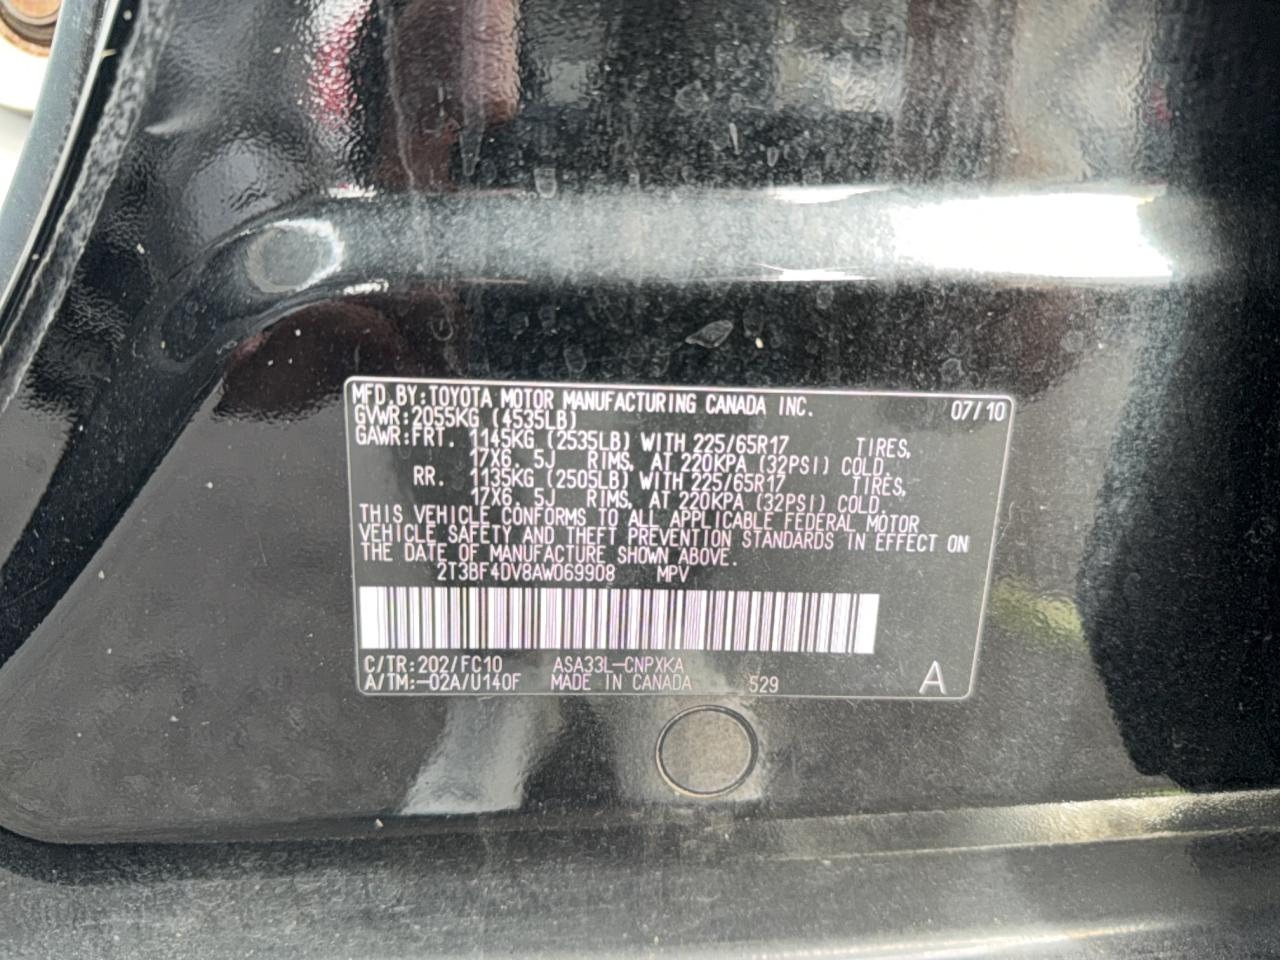 MFD.BY:TOYOTA MOTOR MANUFACTURING CANADA INC. 07/10
GVWR:2055KG (4535LB)
GAWR:FRT. 1145KG (2535LB) WITH 225/65R17 TIRES,
17X6. 5J RIMS, AT 220KPA (32PSI) COLD.
RR. 1135KG (2505LB) WITH 225/65R17 TIRES,
17X6. 5J RIMS, AT 220KPA (32PSI) COLD.
THIS VEHICLE CONFORMS TO ALL APPLICABLE FEDERAL MOTOR
VEHICLE SAFETY AND THEFT PREVENTION STANDARDS IN EFFECT ON
THE DATE OF MANUFACTURE SHOWN ABOVE.
2T3BF4DV8AW069908 MPV
C/TR:202/FC10 ASA33L-CNPXKA
A/TM:-02A/U140F MADE IN CANADA 529 A